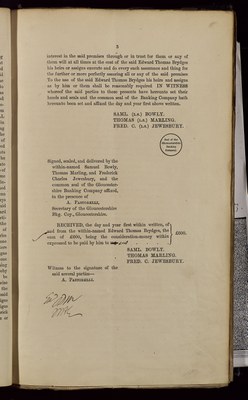 3
interest in the said premises through or in trust for them or any of
them will at all times at the cost of the said Edward Thomas Brydges
his heirs or assigns execute and do every such assurance and thing for
the further or more perfectly assuring all or any of the said premises
To the use of the said Edward Thomas Brydges his heirs and assigns
as by him or them shall be reasonably required IN WITNESS
whereof the said parties to these presents have hereunto set their
hands and seals and the common seal of the Banking Company hath
hereunto been set and affixed the day and year first above written.
SAML. (L.S.) BOWLY.
THOMAS (L.S.) MARLING.
FRED. C. (L.S.) JEWESBURY.
Signed, sealed, and delivered by the
within-named Samuel Bowly,
Thomas Marling, and Frederick
Charles Jewesbury, and the
common seal of the Gloucester-
shire Banking Company affixed,
in the presence of
Secretary of the Gloucestershire
Bkg. Coy., Gloucestershire.
RECEIVED, the day and year first within written, of
and from the within-named Edward Thomas Brydges, the
sum of £600, being the consideration-money within
expressed to be paid by him to
£600.
SAML. BOWLY.
THOMAS MARLING.
FRED. C. JEWESBURY.
Witness to the signature of the
said several parties—